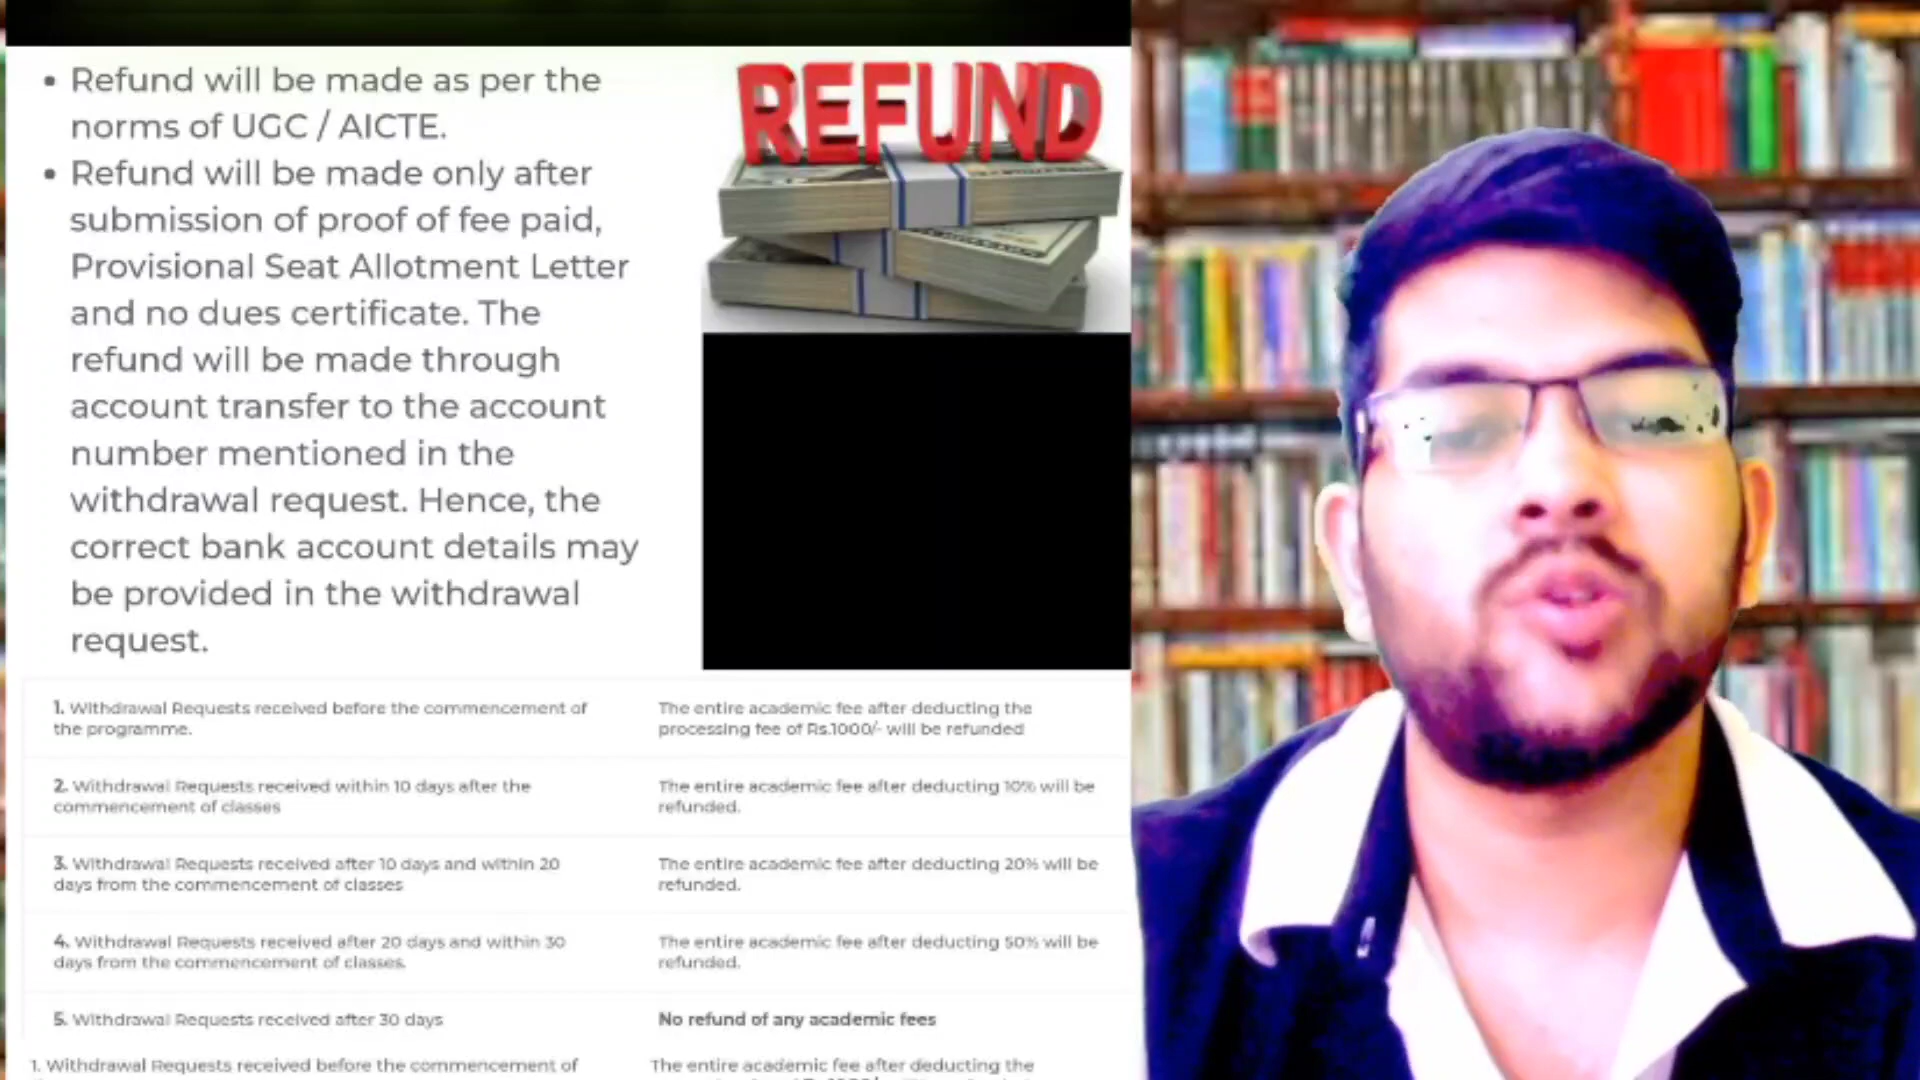 • Refund will be made as per the
norms of UGC / AICTE.
• Refund will be made only after
submission of proof of fee paid,
Provisional Seat Allotment Letter
and no dues certificate. The
refund will be made through
account transfer to the account
number mentioned in the
withdrawal request. Hence, the
correct bank account details may
be provided in the withdrawal
request.
REFUND
1. Withdrawal Requests received before the commencement of
the programme.
The entire academic fee after deducting the
processing fee of Rs.1000/- will be refunded
2. Withdrawal Requests received within 10 days after the
commencement of classes
The entire academic fee after deducting 10% will be
refunded.
3. Withdrawal Requests received after 10 days and within 20
days from the commencement of classes
The entire academic fee after deducting 20% will be
refunded.
4. Withdrawal Requests received after 20 days and within 30
days from the commencement of classes.
The entire academic fee after deducting 50% will be
refunded.
5. Withdrawal Requests received after 30 days
No refund of any academic fees
1. Withdrawal Requests received before the commencement of
The entire academic fee after deducting the